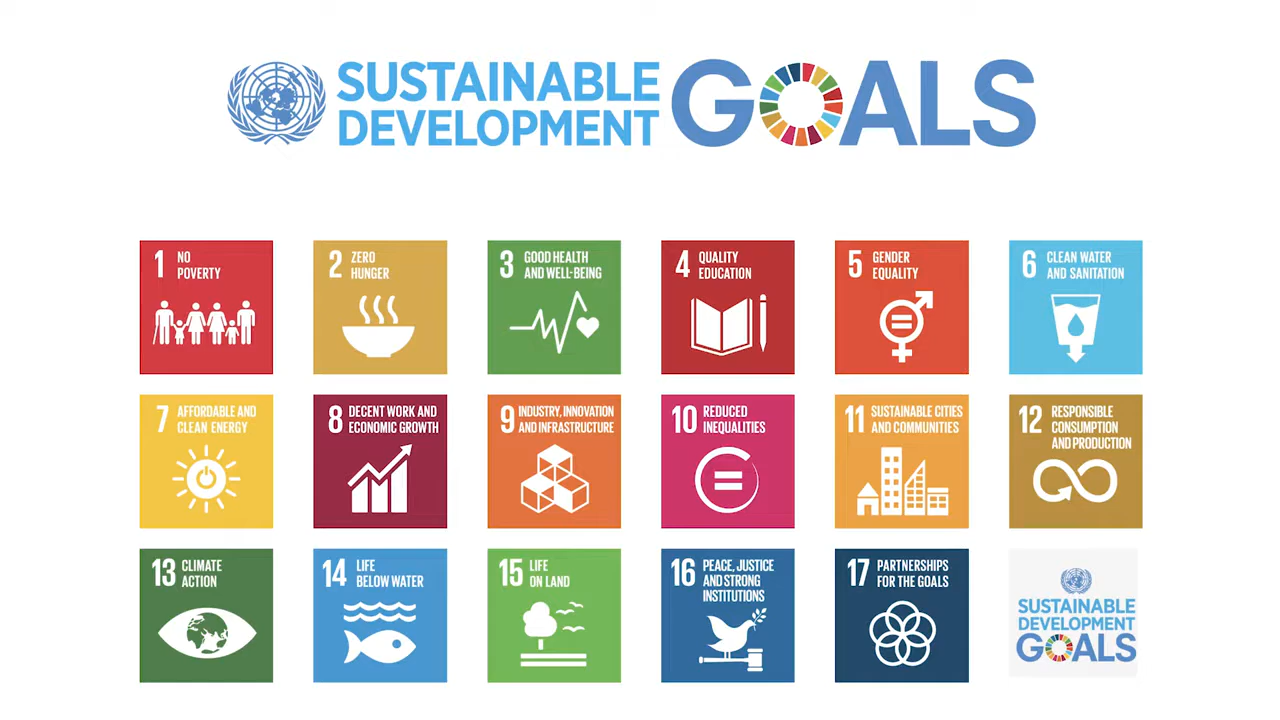 SUSTAINABLE
DEVELOPMENT
GOALS
1 NO
POVERTY
2 ZERO
HUNGER
3 GOOD HEALTH
AND WELL-BEING
4 QUALITY
EDUCATION
5 GENDER
EQUALITY
6 CLEAN WATER
AND SANITATION
7 AFFORDABLE AND
CLEAN ENERGY
8 DECENT WORK AND
ECONOMIC GROWTH
9 INDUSTRY, INNOVATION
AND INFRASTRUCTURE
10 REDUCED
INEQUALITIES
11 SUSTAINABLE CITIES
AND COMMUNITIES
12 RESPONSIBLE
CONSUMPTION
AND PRODUCTION
13 CLIMATE
ACTION
14 LIFE
BELOW WATER
15 LIFE
ON LAND
16 PEACE, JUSTICE
AND STRONG
INSTITUTIONS
17 PARTNERSHIPS
FOR THE GOALS
SUSTAINABLE
DEVELOPMENT
GOALS